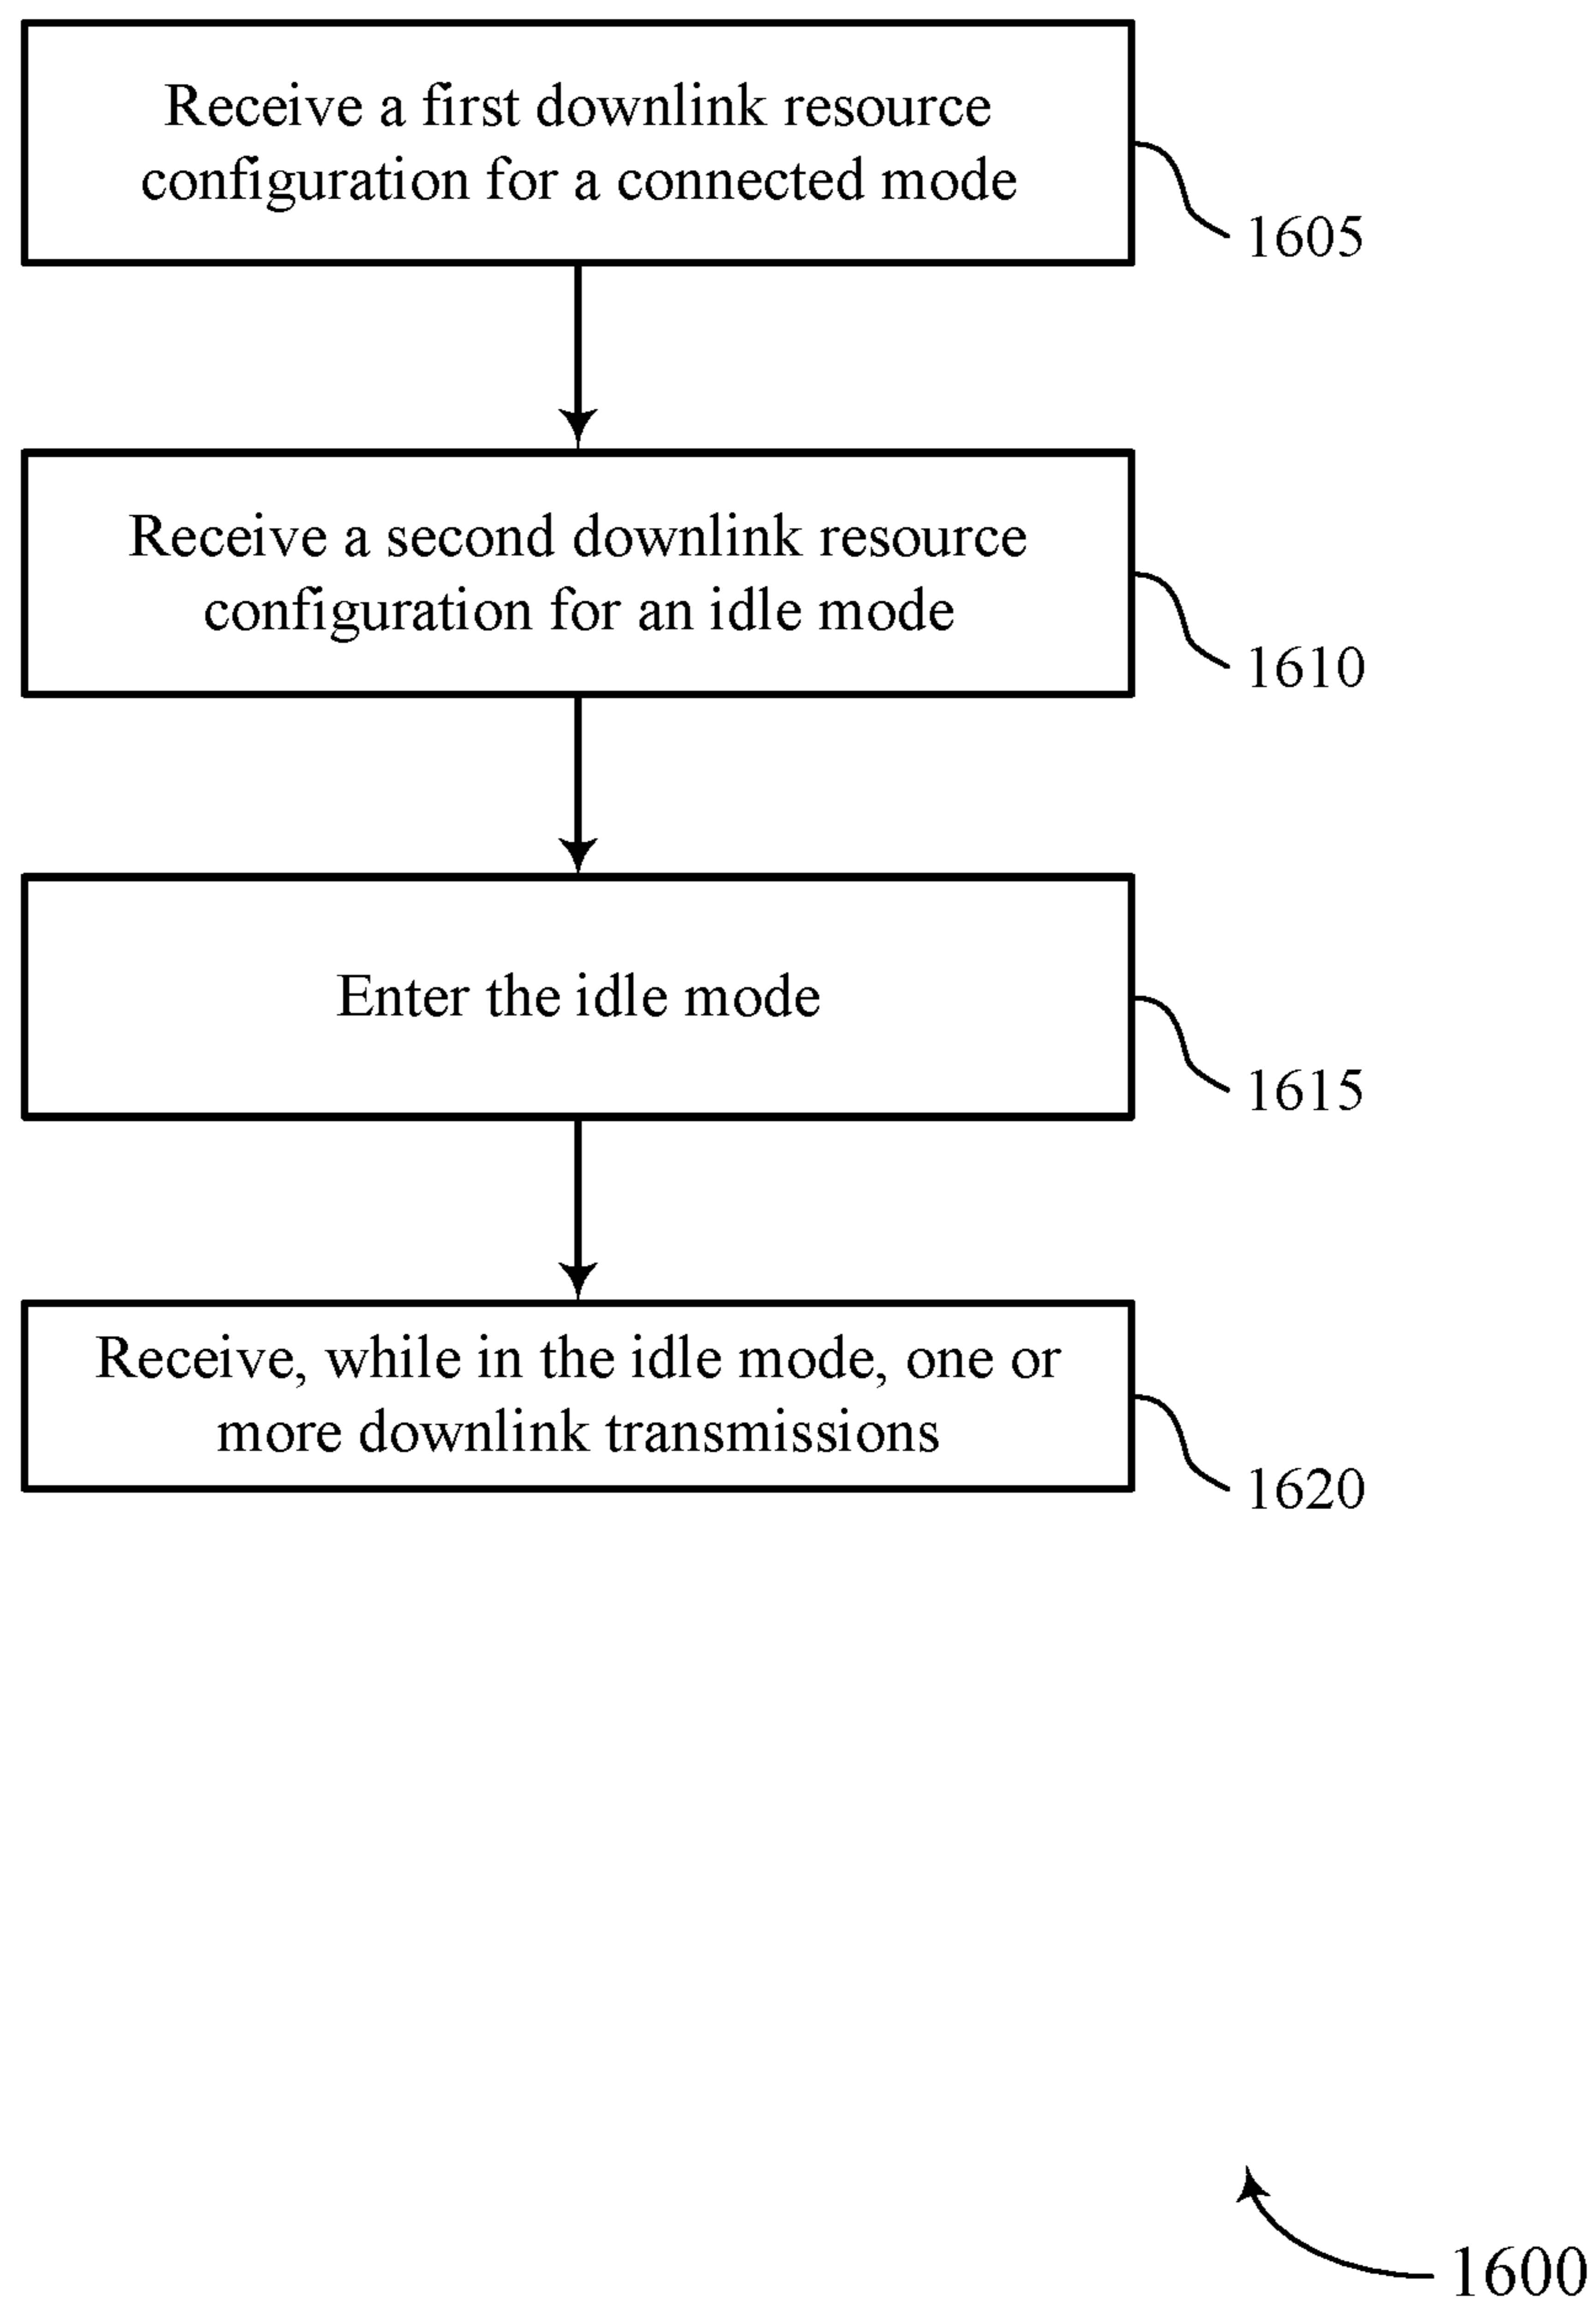 Receive a first downlink resource
configuration for a connected mode
1605
Receive a second downlink resource
configuration for an idle mode
1610
Enter the idle mode
1615
Receive, while in the idle mode, one or
more downlink transmissions
1620
1600